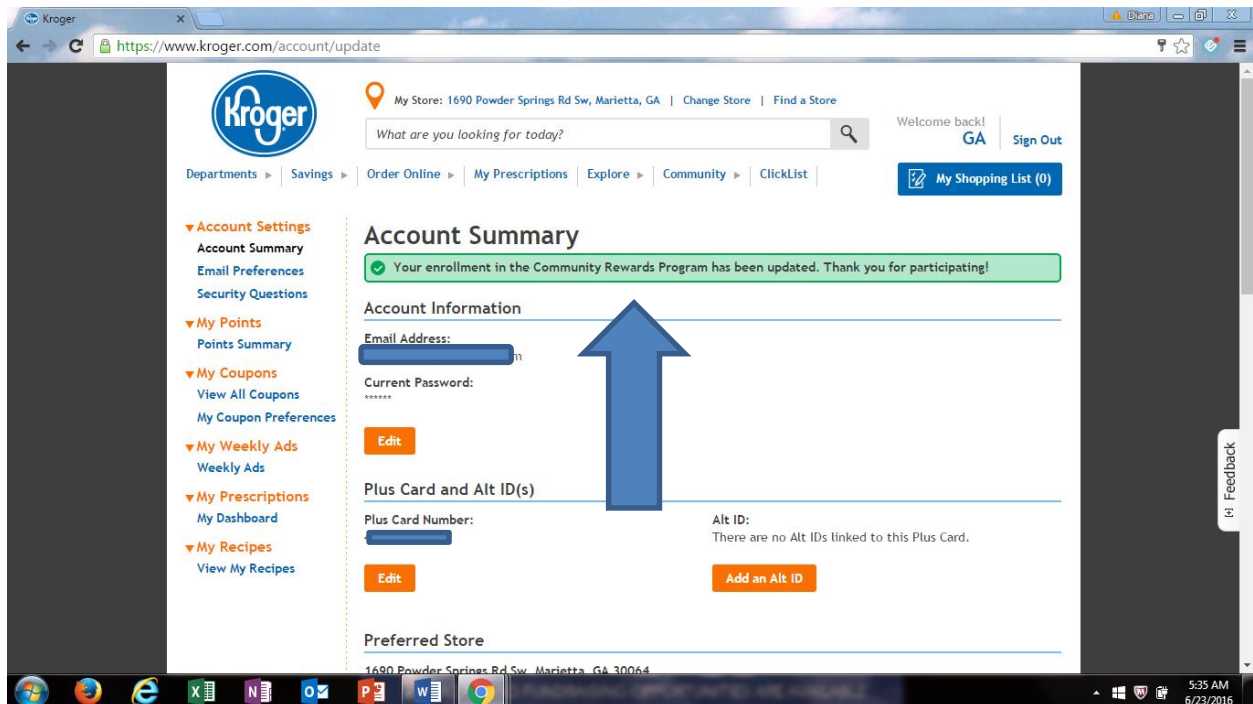 Kroger
Diana
https://www.kroger.com/account/update
Kroger
My Store: 1690 Powder Springs Rd Sw, Marietta, GA | Change Store | Find a Store
What are you looking for today?
Welcome back!
GA
Sign Out
Departments Savings Order Online My Prescriptions Explore Community ClickList
My Shopping List (0)
Account Settings
Account Summary
Email Preferences
Security Questions
My Points
Points Summary
My Coupons
View All Coupons
My Coupon Preferences
My Weekly Ads
Weekly Ads
My Prescriptions
My Dashboard
My Recipes
View My Recipes
Account Summary
Your enrollment in the Community Rewards Program has been updated. Thank you for participating!
Account Information
Email Address:
m
Current Password:
******
Edit
Plus Card and Alt ID(s)
Plus Card Number:
Edit
Alt ID:
There are no Alt IDs linked to this Plus Card.
Add an Alt ID
Preferred Store
1690 Powder Springs Rd Sw, Marietta, GA 30064
[+] Feedback
5:35 AM
6/23/2016